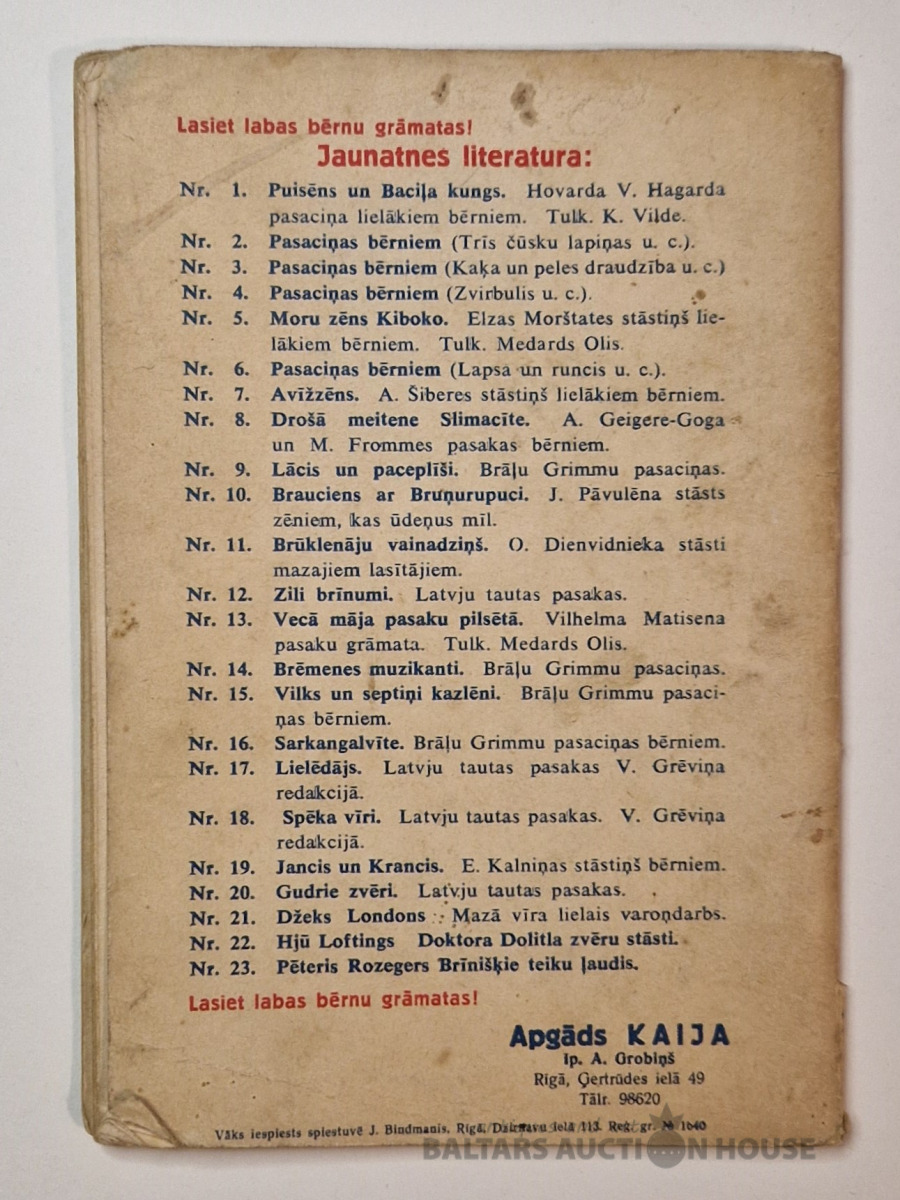 Lasiet labas bērnu grāmatas!
Jaunatnes literatura:
Nr. 1. Puisēns un Baciļa kungs. Hovarda V. Hagarda
pasaciņa lielākiem bērniem. Tulk. K. Vilde.
Nr. 2. Pasaciņas bērniem (Trīs čūsku lapiņas u. c.).
Nr. 3. Pasaciņas bērniem (Kaķa un peles draudzība u. c.)
Nr. 4. Pasaciņas bērniem (Zvirbulis u. c.).
Nr. 5. Moru zēns Kiboko. Elzas Morštates stāstiņš lie-
lākiem bērniem. Tulk. Medards Olis.
Nr. 6. Pasaciņas bērniem (Lapsa un runcis u. c.).
Nr. 7. Avīžzēns. A. Šiberes stāstiņš lielākiem bērniem.
Nr. 8. Drošā meitene Slimacīte. A. Geigere-Goga
un M. Frommes pasakas bērniem.
Nr. 9. Lācis un paceplīši. Brāļu Grimmu pasaciņas.
Nr. 10. Brauciens ar Bruņurupuci. J. Pāvulēna stāsts
zēniem, kas ūdeņus mīl.
Nr. 11. Brūklenāju vainadziņš. O. Dienvidnieka stāsti
mazajiem lasītājiem.
Nr. 12. Zili brīnumi. Latvju tautas pasakas.
Nr. 13. Vecā māja pasaku pilsētā. Vilhelma Matisena
pasaku grāmata. Tulk. Medards Olis.
Nr. 14. Brēmenes muzikanti. Brāļu Grimmu pasaciņas.
Nr. 15. Vilks un septiņi kazlēni. Brāļu Grimmu pasaci-
ņas bērniem.
Nr. 16. Sarkangalvīte. Brāļu Grimmu pasaciņas bērniem.
Nr. 17. Lielēdājs. Latvju tautas pasakas V. Grēviņa
redakcijā.
Nr. 18. Spēka vīri. Latvju tautas pasakas. V. Grēviņa
redakcijā.
Nr. 19. Jancis un Krancis. E. Kalniņas stāstiņš bērniem.
Nr. 20. Gudrie zvēri. Latvju tautas pasakas.
Nr. 21. Džeks Londons : Mazā vīra lielais varoņdarbs.
Nr. 22. Hjū Loftings Doktora Dolitla zvēru stāsti.
Nr. 23. Pēteris Rozegers Brīnišķie teiku ļaudis.
Lasiet labas bērnu grāmatas!
Apgāds KAIJA
īp. A. Grobiņš
Rīgā, Ģertrūdes ielā 49
Tālr. 98620
Vāks iespiests spiestuvē J. Bindmanis, Rīgā, Dzirnavu ielā 113. Reģ. gr. № 1640
BALTARS AUCTION HOUSE